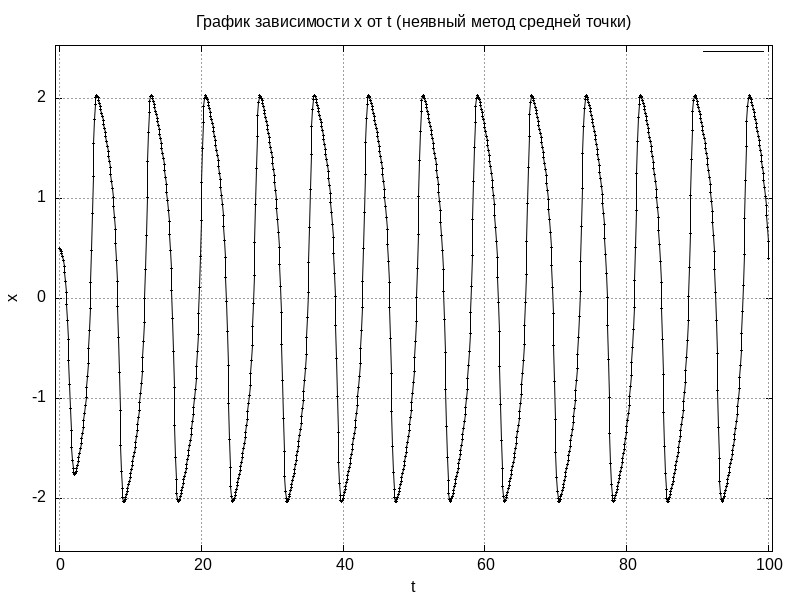 График зависимости x от t (неявный метод средней точки)
2
1
0
-1
-2
x
0 20 40 60 80 100
t